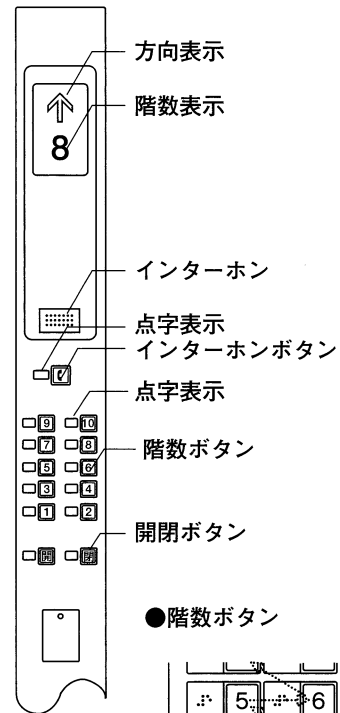 方向表示
階数表示
8
インターホン
点字表示
インターホンボタン
点字表示
9 10
7 8
階数ボタン
5 6
3 4
1 2
開閉ボタン
開 閉
●階数ボタン
5 6